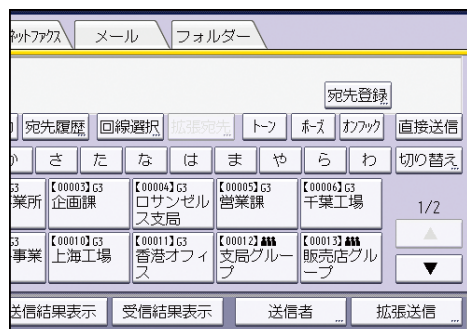 ネットファクス メール フォルダー
宛先登録
宛先履歴 回線選択 拡張宛先 トーン ポーズ オンフック 直接送信
か さ た な は ま や ら わ 切り替え
G3 【00003】G3 【00004】G3 【00005】G3 【00006】G3
業所 企画課 ロサンゼル 営業課 千葉工場 1/2
ス支局
G3 【00010】G3 【00011】G3 【00012】 【00013】
事業 上海工場 香港オフィ 支局グルー 販売店グル
ス プ ープ
送信結果表示 受信結果表示 送信者 拡張送信